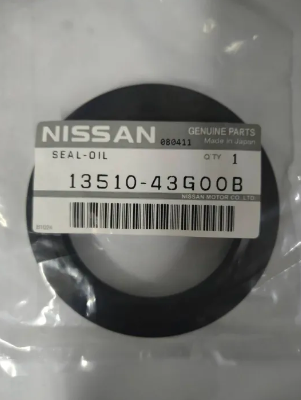 NISSAN GENUINE PARTS
080411 Made in Japan
SEAL-OIL Q'TY 1
13510-43G00B
NISSAN MOTOR CO.,LTD.